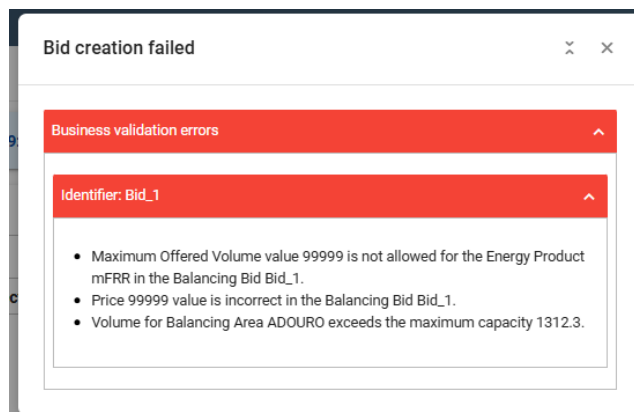 Bid creation failed
Business validation errors
Identifier: Bid_1
Maximum Offered Volume value 99999 is not allowed for the Energy Product
mFRR in the Balancing Bid Bid_1.
Price 99999 value is incorrect in the Balancing Bid Bid_1.
Volume for Balancing Area ADOURO exceeds the maximum capacity 1312.3.